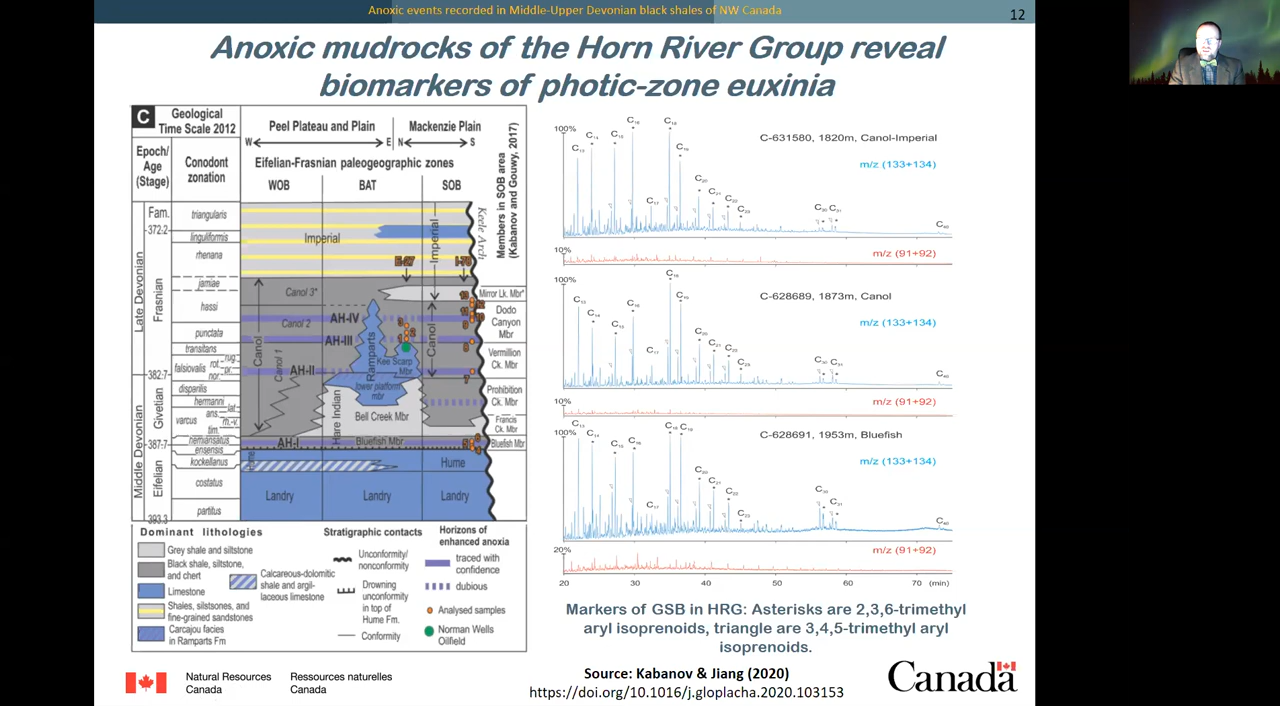 Anoxic events recorded in Middle-Upper Devonian black shales of NW Canada
12
Anoxic mudrocks of the Horn River Group reveal
biomarkers of photic-zone euxinia
C
Geological
Time Scale 2012
Peel Plateau and Plain
Mackenzie Plain
W
E
N
S
Epoch/
Age
(Stage)
Conodont
zonation
Eifelian-Frasnian paleogeographic zones
WOB
BAT
SOB
Members in SOB area
(Kabanov and Gouwy, 2017)
Fam.
triangularis
372.2
linguliformis
Imperial
Imperial
Keele Arch
rhenana
Late Devonian
Frasnian
jamiae
Canol 3*
Mirror Lk. Mbr*
hassi
Canol 2
AH-IV
Dodo
Canyon
Mbr
punctata
AH-III
Ramparts
Canol
Canol
transitans
Kee Scarp
Mbr
Vermillion
Ck. Mbr
falsiovalis
Canol 1
AH-II
382.7
disparilis
lower platform
mbr
Prohibition
Ck. Mbr
Middle Devonian
Givetian
hermanni
varcus
Hare Indian
Bell Creek Mbr
Francis
Ck. Mbr
387.7
hemiansatus
AH-I
Bluefish Mbr
Bluefish Mbr
ensensis
Eifelian
kockellianus
Hume
Hume
costatus
Landry
Landry
Landry
partitus
393.3
Dominant lithologies
Grey shale and siltstone
Black shale, siltstone,
and chert
Limestone
Shales, siltsones, and
fine-grained sandstones
Carcajou facies
in Ramparts Fm
Calcareous-dolomitic
shale and argil-
laceous limestone
Stratigraphic contacts
Unconformity/
nonconformity
Drowning
unconformity
in top of
Hume Fm.
Conformity
Horizons of
enhanced anoxia
traced with
confidence
dubious
Analysed samples
Norman Wells
Oilfield
100%
C-631580, 1820m, Canol-Imperial
m/z (133+134)
10%
m/z (91+92)
100%
C-628689, 1873m, Canol
m/z (133+134)
10%
m/z (91+92)
100%
C-628691, 1953m, Bluefish
m/z (133+134)
20%
m/z (91+92)
20 30 40 50 60 70 (min)
Markers of GSB in HRG: Asterisks are 2,3,6-trimethyl
aryl isoprenoids, triangle are 3,4,5-trimethyl aryl
isoprenoids.
Source: Kabanov & Jiang (2020)
https://doi.org/10.1016/j.gloplacha.2020.103153
Natural Resources
Canada
Ressources naturelles
Canada
Canada